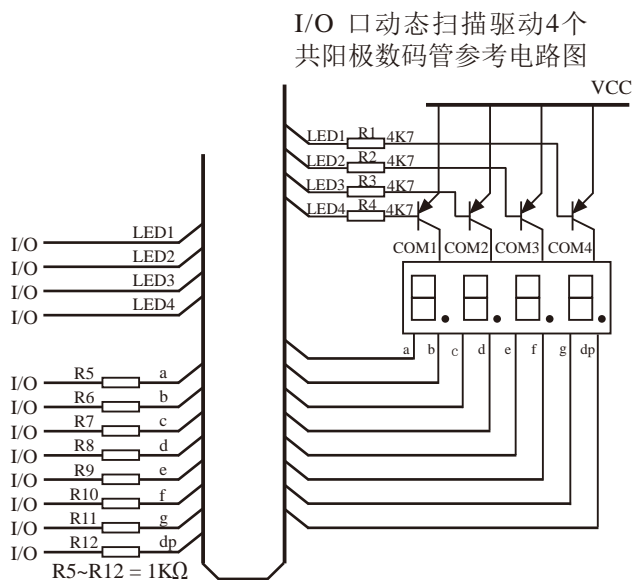 I/O 口动态扫描驱动4个
共阳极数码管参考电路图
VCC
LED1 R1 4K7
LED2 R2 4K7
LED3 R3 4K7
LED4 R4 4K7
COM1 COM2 COM3 COM4
a b c d e f g dp
I/O LED1
I/O LED2
I/O LED3
I/O LED4
I/O R5 a
I/O R6 b
I/O R7 c
I/O R8 d
I/O R9 e
I/O R10 f
I/O R11 g
I/O R12 dp
R5~R12 = 1KΩ